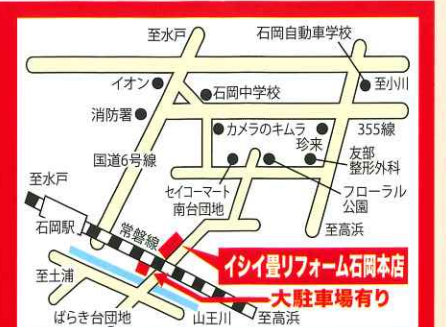 至水戸
石岡自動車学校
イオン
石岡中学校
至小川
消防署
カメラのキムラ
珍来
355線
国道6号線
友部
整形外科
至水戸
セイコーマート
南台団地
フローラル
公園
石岡駅
常磐線
至高浜
イシイ畳リフォーム石岡本店
至土浦
大駐車場有り
ばらき台団地
山王川
至高浜